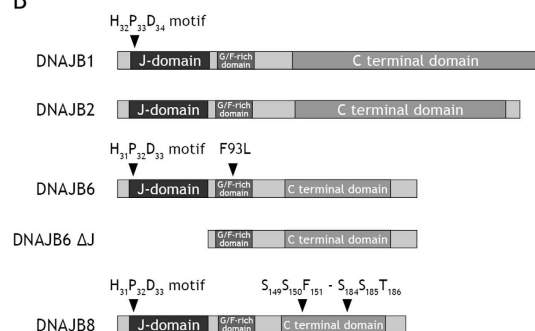 B
H₃₂P₃₃D₃₄ motif
DNAJB1 J-domain G/F-rich domain C terminal domain
DNAJB2 J-domain G/F-rich domain C terminal domain
H₃₁P₃₂D₃₃ motif F93L
DNAJB6 J-domain G/F-rich domain C terminal domain
DNAJB6 ΔJ G/F-rich domain C terminal domain
H₃₁P₃₂D₃₃ motif S₁₄₉S₁₅₀F₁₅₁ - S₁₈₄S₁₈₅T₁₈₆
DNAJB8 J-domain G/F-rich domain C terminal domain